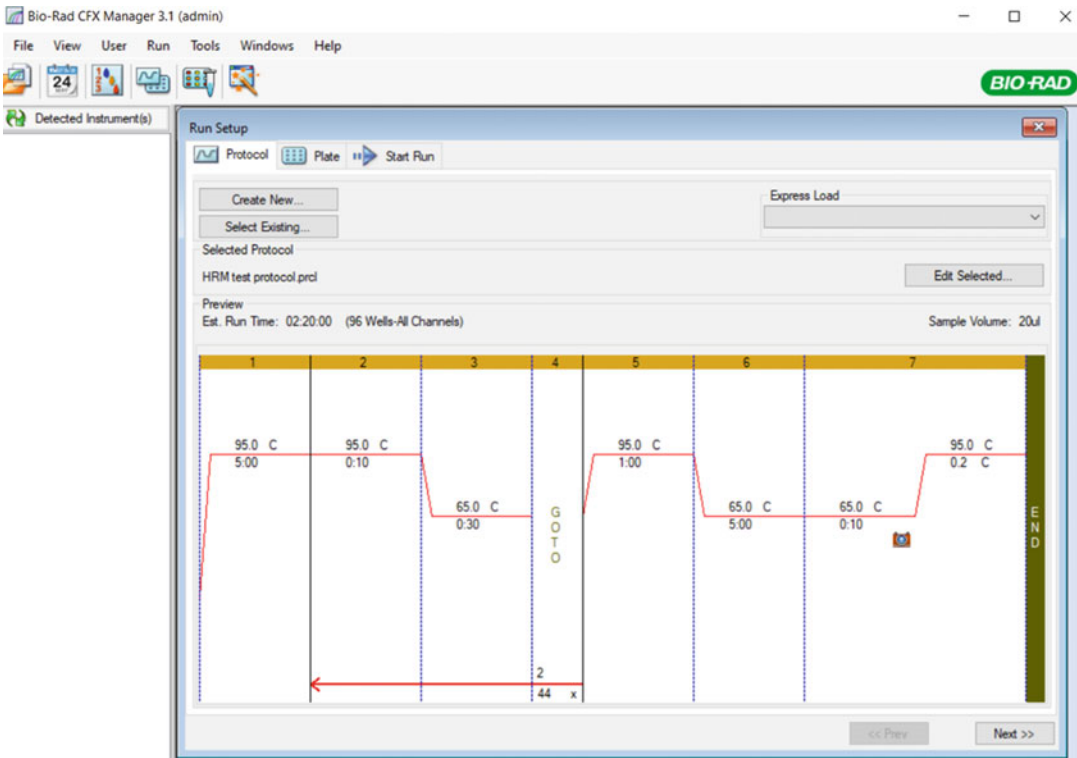 Bio-Rad CFX Manager 3.1 (admin)
File View User Run Tools Windows Help
24
BIO-RAD
Detected Instrument(s)
Run Setup
Protocol Plate Start Run
Create New...
Express Load
Select Existing...
Selected Protocol
HRM test protocol.prcl
Edit Selected...
Preview
Est. Run Time: 02:20:00 (96 Wells-All Channels) Sample Volume: 20ul
1 2 3 4 5 6 7
95.0 C 95.0 C 95.0 C 95.0 C
5:00 0:10 1:00 0.2 C
65.0 C 65.0 C 65.0 C
0:30 5:00 0:10
GOTO
END
2
44 x
<< Prev Next >>